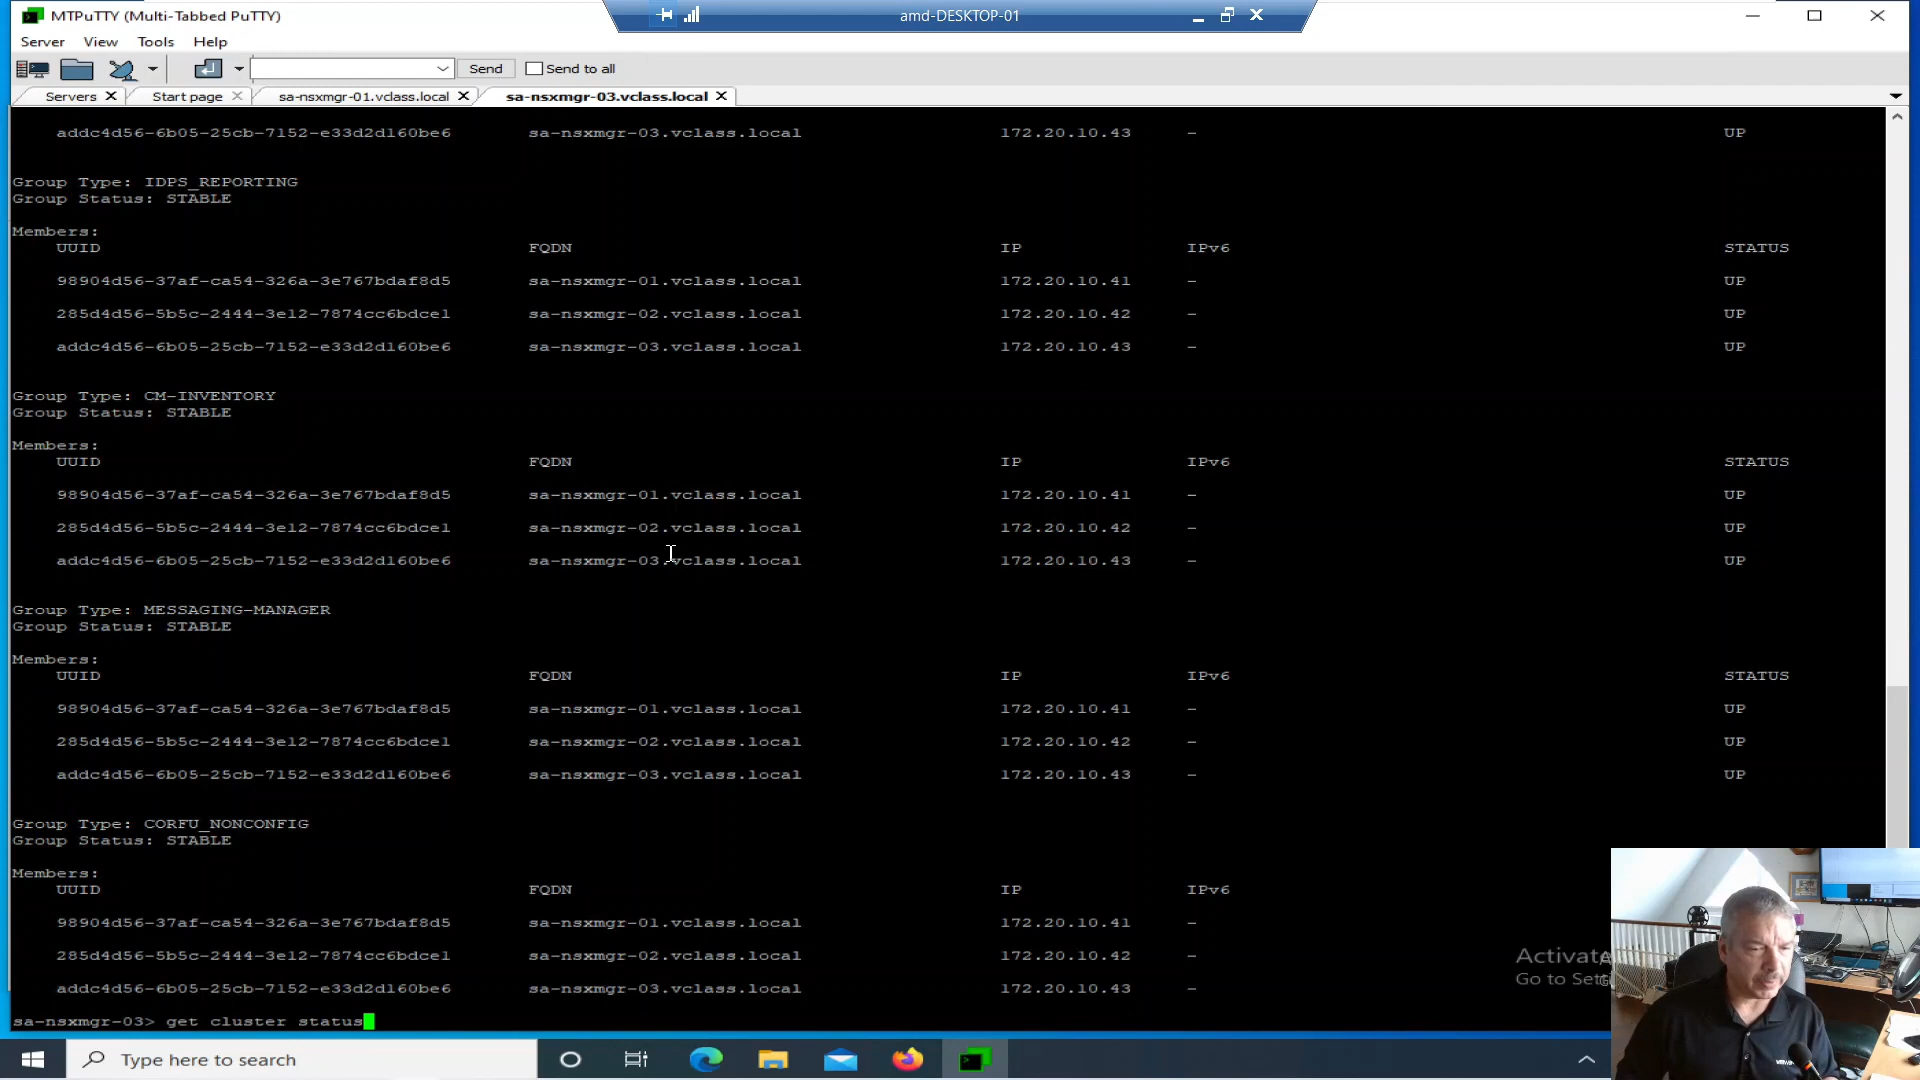 MTPuTTY (Multi-Tabbed PuTTY)
amd-DESKTOP-01
Server View Tools Help
Send Send to all
Servers Start page sa-nsxmgr-01.vclass.local sa-nsxmgr-03.vclass.local
addc4d56-6b05-25cb-7152-e33d2d160be6 sa-nsxmgr-03.vclass.local 172.20.10.43 - UP
Group Type: IDPS_REPORTING
Group Status: STABLE
Members:
UUID FQDN IP IPv6 STATUS
98904d56-37af-ca54-326a-3e767bdaf8d5 sa-nsxmgr-01.vclass.local 172.20.10.41 - UP
285d4d56-5b5c-2444-3e12-7874cc6bdce1 sa-nsxmgr-02.vclass.local 172.20.10.42 - UP
addc4d56-6b05-25cb-7152-e33d2d160be6 sa-nsxmgr-03.vclass.local 172.20.10.43 - UP
Group Type: CM-INVENTORY
Group Status: STABLE
Members:
UUID FQDN IP IPv6 STATUS
98904d56-37af-ca54-326a-3e767bdaf8d5 sa-nsxmgr-01.vclass.local 172.20.10.41 - UP
285d4d56-5b5c-2444-3e12-7874cc6bdce1 sa-nsxmgr-02.vclass.local 172.20.10.42 - UP
addc4d56-6b05-25cb-7152-e33d2d160be6 sa-nsxmgr-03.vclass.local 172.20.10.43 - UP
Group Type: MESSAGING-MANAGER
Group Status: STABLE
Members:
UUID FQDN IP IPv6 STATUS
98904d56-37af-ca54-326a-3e767bdaf8d5 sa-nsxmgr-01.vclass.local 172.20.10.41 - UP
285d4d56-5b5c-2444-3e12-7874cc6bdce1 sa-nsxmgr-02.vclass.local 172.20.10.42 - UP
addc4d56-6b05-25cb-7152-e33d2d160be6 sa-nsxmgr-03.vclass.local 172.20.10.43 - UP
Group Type: CORFU_NONCONFIG
Group Status: STABLE
Members:
UUID FQDN IP IPv6
98904d56-37af-ca54-326a-3e767bdaf8d5 sa-nsxmgr-01.vclass.local 172.20.10.41 -
285d4d56-5b5c-2444-3e12-7874cc6bdce1 sa-nsxmgr-02.vclass.local 172.20.10.42 -
addc4d56-6b05-25cb-7152-e33d2d160be6 sa-nsxmgr-03.vclass.local 172.20.10.43 -
Activat
Go to Set
sa-nsxmgr-03> get cluster status
Type here to search